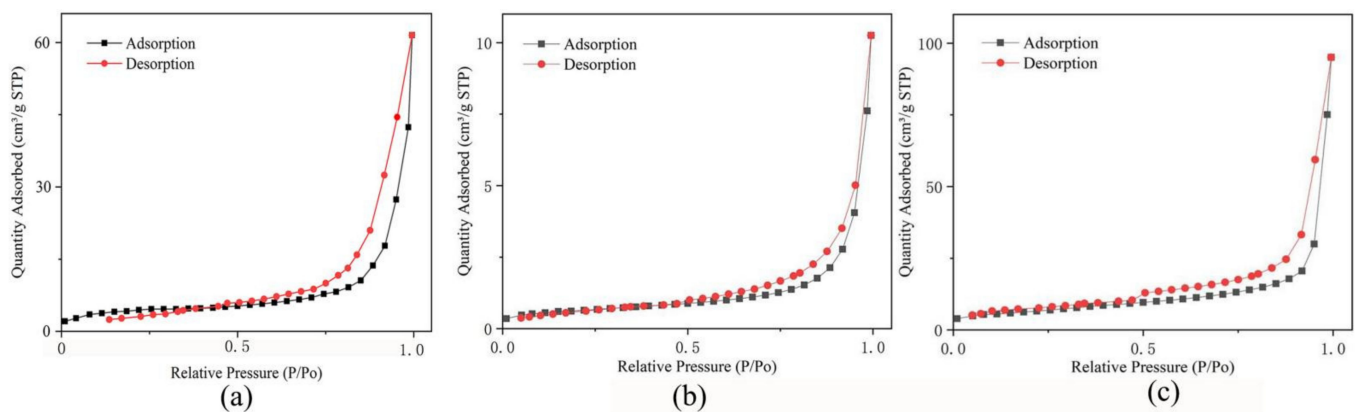 60
30
0
Quantity Adsorbed (cm³/g STP)
Adsorption
Desorption
0
0.5
1.0
Relative Pressure (P/Po)
(a)
10
5
0
Quantity Adsorbed (cm³/g STP)
Adsorption
Desorption
0.0
0.5
1.0
Relative Pressure (P/Po)
(b)
100
50
0
Quantity Adsorbed (cm³/g STP)
Adsorption
Desorption
0.0
0.5
1.0
Relative Pressure (P/Po)
(c)